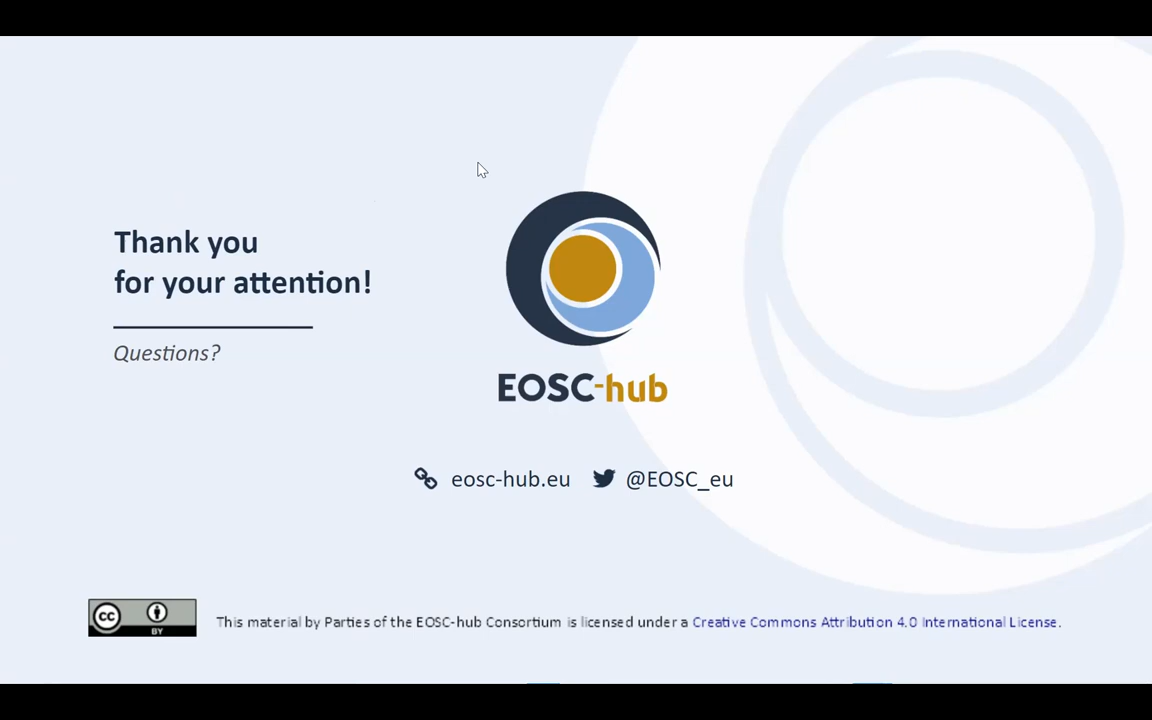 Thank you
for your attention!
Questions?
EOSC-hub
eosc-hub.eu @EOSC_eu
cc BY
This material by Parties of the EOSC-hub Consortium is licensed under a Creative Commons Attribution 4.0 International License.